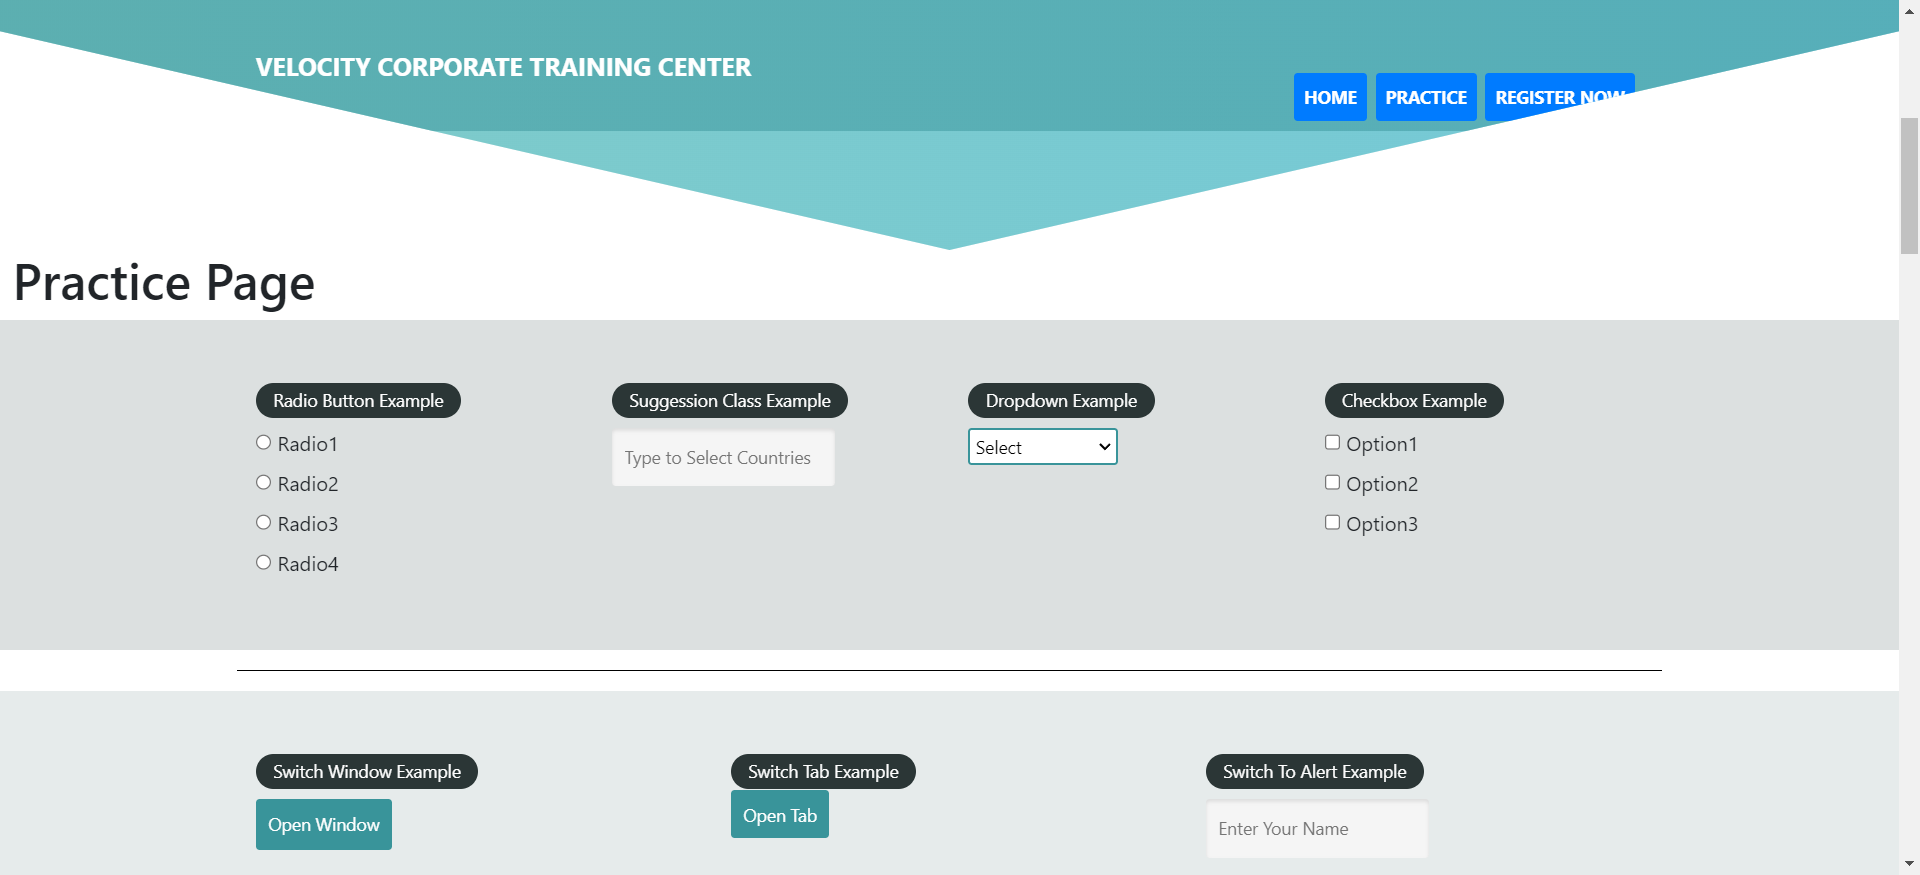 VELOCITY CORPORATE TRAINING CENTER
HOME PRACTICE REGISTER NOW
Practice Page
Radio Button Example
Radio1
Radio2
Radio3
Radio4
Suggession Class Example
Type to Select Countries
Dropdown Example
Select
Checkbox Example
Option1
Option2
Option3
Switch Window Example
Open Window
Switch Tab Example
Open Tab
Switch To Alert Example
Enter Your Name